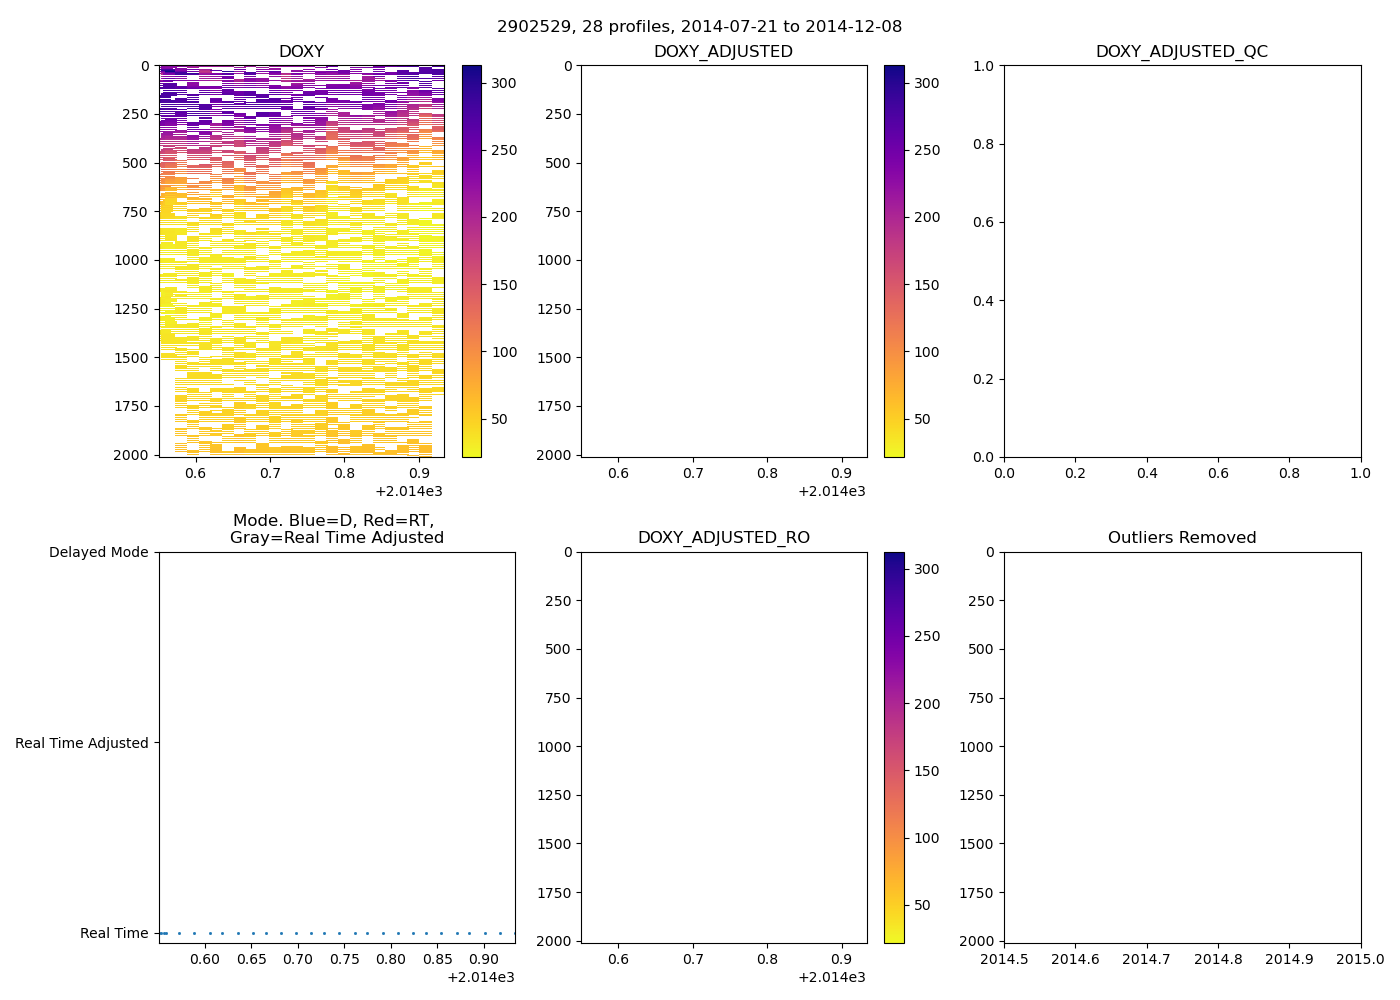 2902529, 28 profiles, 2014-07-21 to 2014-12-08
DOXY
0
250
500
750
1000
1250
1500
1750
2000
0.6 0.7 0.8 0.9
+2.014e3
300
250
200
150
100
50
DOXY_ADJUSTED
0
250
500
750
1000
1250
1500
1750
2000
0.6 0.7 0.8 0.9
+2.014e3
300
250
200
150
100
50
DOXY_ADJUSTED_QC
1.0
0.8
0.6
0.4
0.2
0.0
0.0 0.2 0.4 0.6 0.8 1.0
Mode. Blue=D, Red=RT,
Gray=Real Time Adjusted
Delayed Mode
Real Time Adjusted
Real Time
0.60 0.65 0.70 0.75 0.80 0.85 0.90
+2.014e3
DOXY_ADJUSTED_RO
0
250
500
750
1000
1250
1500
1750
2000
0.6 0.7 0.8 0.9
+2.014e3
300
250
200
150
100
50
Outliers Removed
0
250
500
750
1000
1250
1500
1750
2000
2014.5 2014.6 2014.7 2014.8 2014.9 2015.0